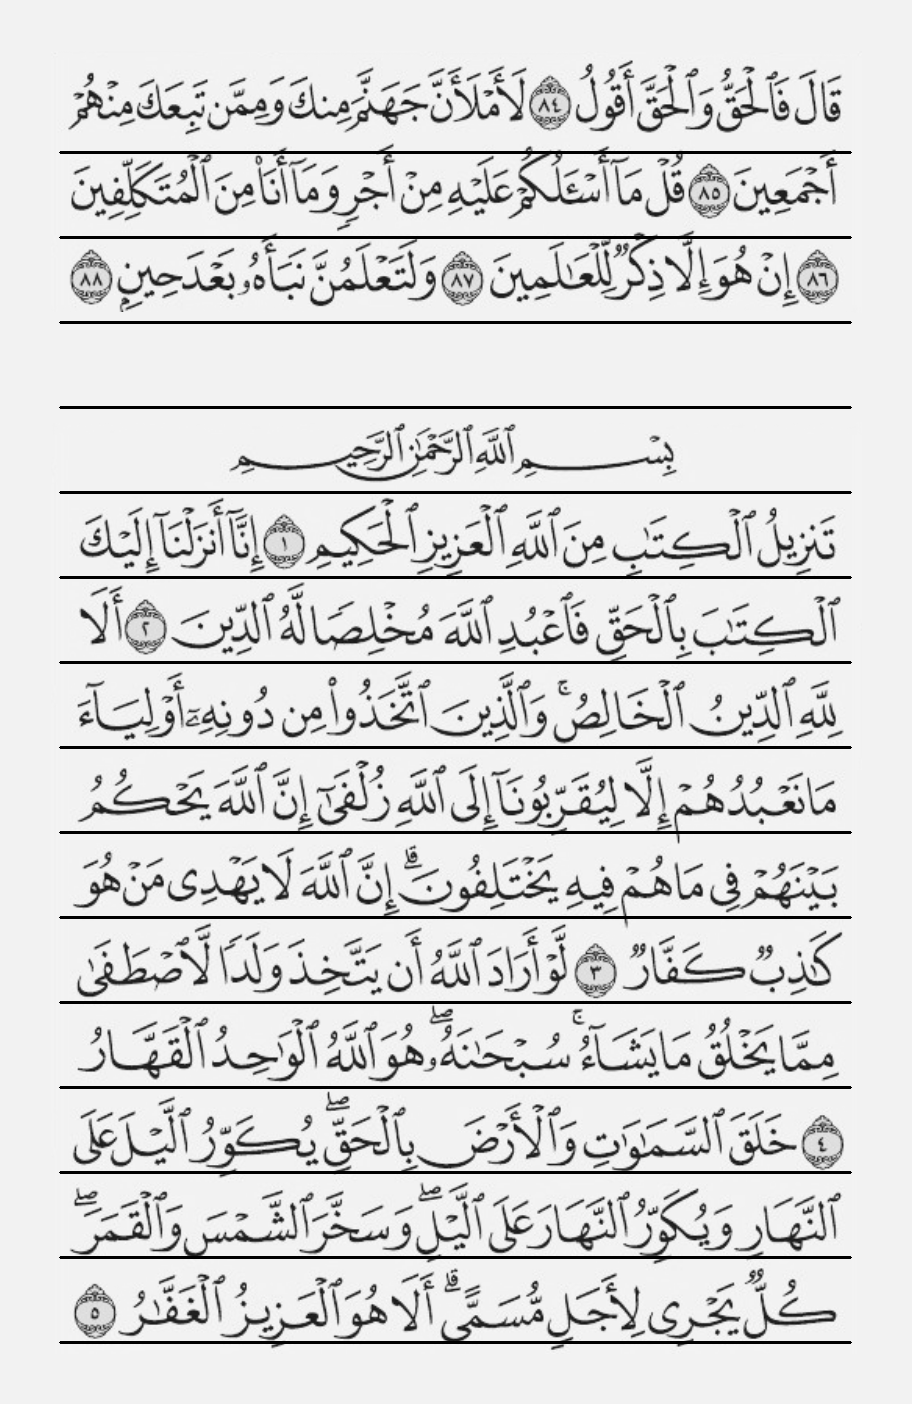 قَالَ فَٱلْحَقُّ وَٱلْحَقَّ أَقُولُ ٨٤ لَأَمْلَأَنَّ جَهَنَّمَ مِنكَ وَمِمَّن تَبِعَكَ مِنْهُمْ
أَجْمَعِينَ ٨٥ قُلْ مَآ أَسْـَٔلُكُمْ عَلَيْهِ مِنْ أَجْرٍ وَمَآ أَنَا۠ مِنَ ٱلْمُتَكَلِّفِينَ
٨٦ إِنْ هُوَ إِلَّا ذِكْرٌ لِّلْعَـٰلَمِينَ ٨٧ وَلَتَعْلَمُنَّ نَبَأَهُۥ بَعْدَ حِينٍۭ ٨٨
بِسْمِ ٱللَّهِ ٱلرَّحْمَـٰنِ ٱلرَّحِيمِ
تَنزِيلُ ٱلْكِتَـٰبِ مِنَ ٱللَّهِ ٱلْعَزِيزِ ٱلْحَكِيمِ ١ إِنَّآ أَنزَلْنَآ إِلَيْكَ
ٱلْكِتَـٰبَ بِٱلْحَقِّ فَٱعْبُدِ ٱللَّهَ مُخْلِصًا لَّهُ ٱلدِّينَ ٢ أَلَا
لِلَّهِ ٱلدِّينُ ٱلْخَالِصُ ۚ وَٱلَّذِينَ ٱتَّخَذُوا۟ مِن دُونِهِۦٓ أَوْلِيَآءَ
مَا نَعْبُدُهُمْ إِلَّا لِيُقَرِّبُونَآ إِلَى ٱللَّهِ زُلْفَىٰٓ إِنَّ ٱللَّهَ يَحْكُمُ
بَيْنَهُمْ فِى مَا هُمْ فِيهِ يَخْتَلِفُونَ ۗ إِنَّ ٱللَّهَ لَا يَهْدِى مَنْ هُوَ
كَـٰذِبٌ كَفَّارٌ ٣ لَّوْ أَرَادَ ٱللَّهُ أَن يَتَّخِذَ وَلَدًا لَّٱصْطَفَىٰ
مِمَّا يَخْلُقُ مَا يَشَآءُ ۚ سُبْحَـٰنَهُۥ ۖ هُوَ ٱللَّهُ ٱلْوَٰحِدُ ٱلْقَهَّارُ
٤ خَلَقَ ٱلسَّمَـٰوَٰتِ وَٱلْأَرْضَ بِٱلْحَقِّ ۖ يُكَوِّرُ ٱلَّيْلَ عَلَى
ٱلنَّهَارِ وَيُكَوِّرُ ٱلنَّهَارَ عَلَى ٱلَّيْلِ ۖ وَسَخَّرَ ٱلشَّمْسَ وَٱلْقَمَرَ ۖ
كُلٌّ يَجْرِى لِأَجَلٍ مُّسَمًّى ۗ أَلَا هُوَ ٱلْعَزِيزُ ٱلْغَفَّـٰرُ ٥